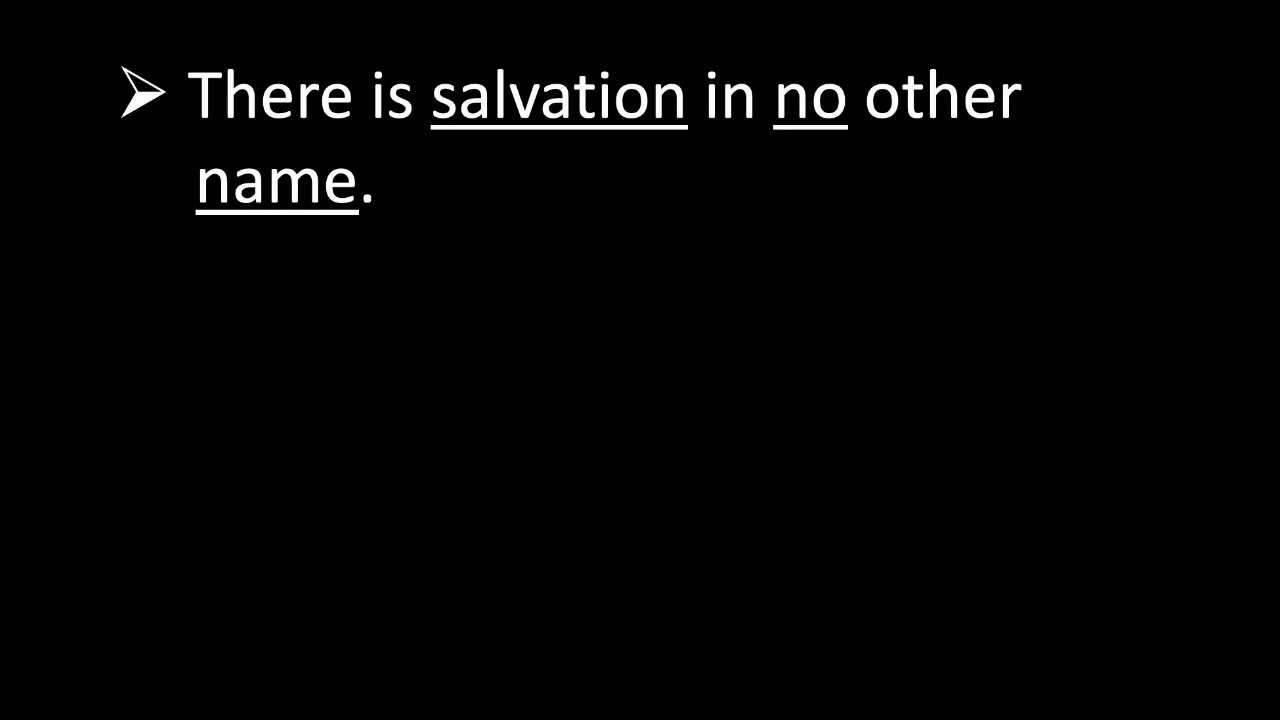 ➢ There is salvation in no other
name.